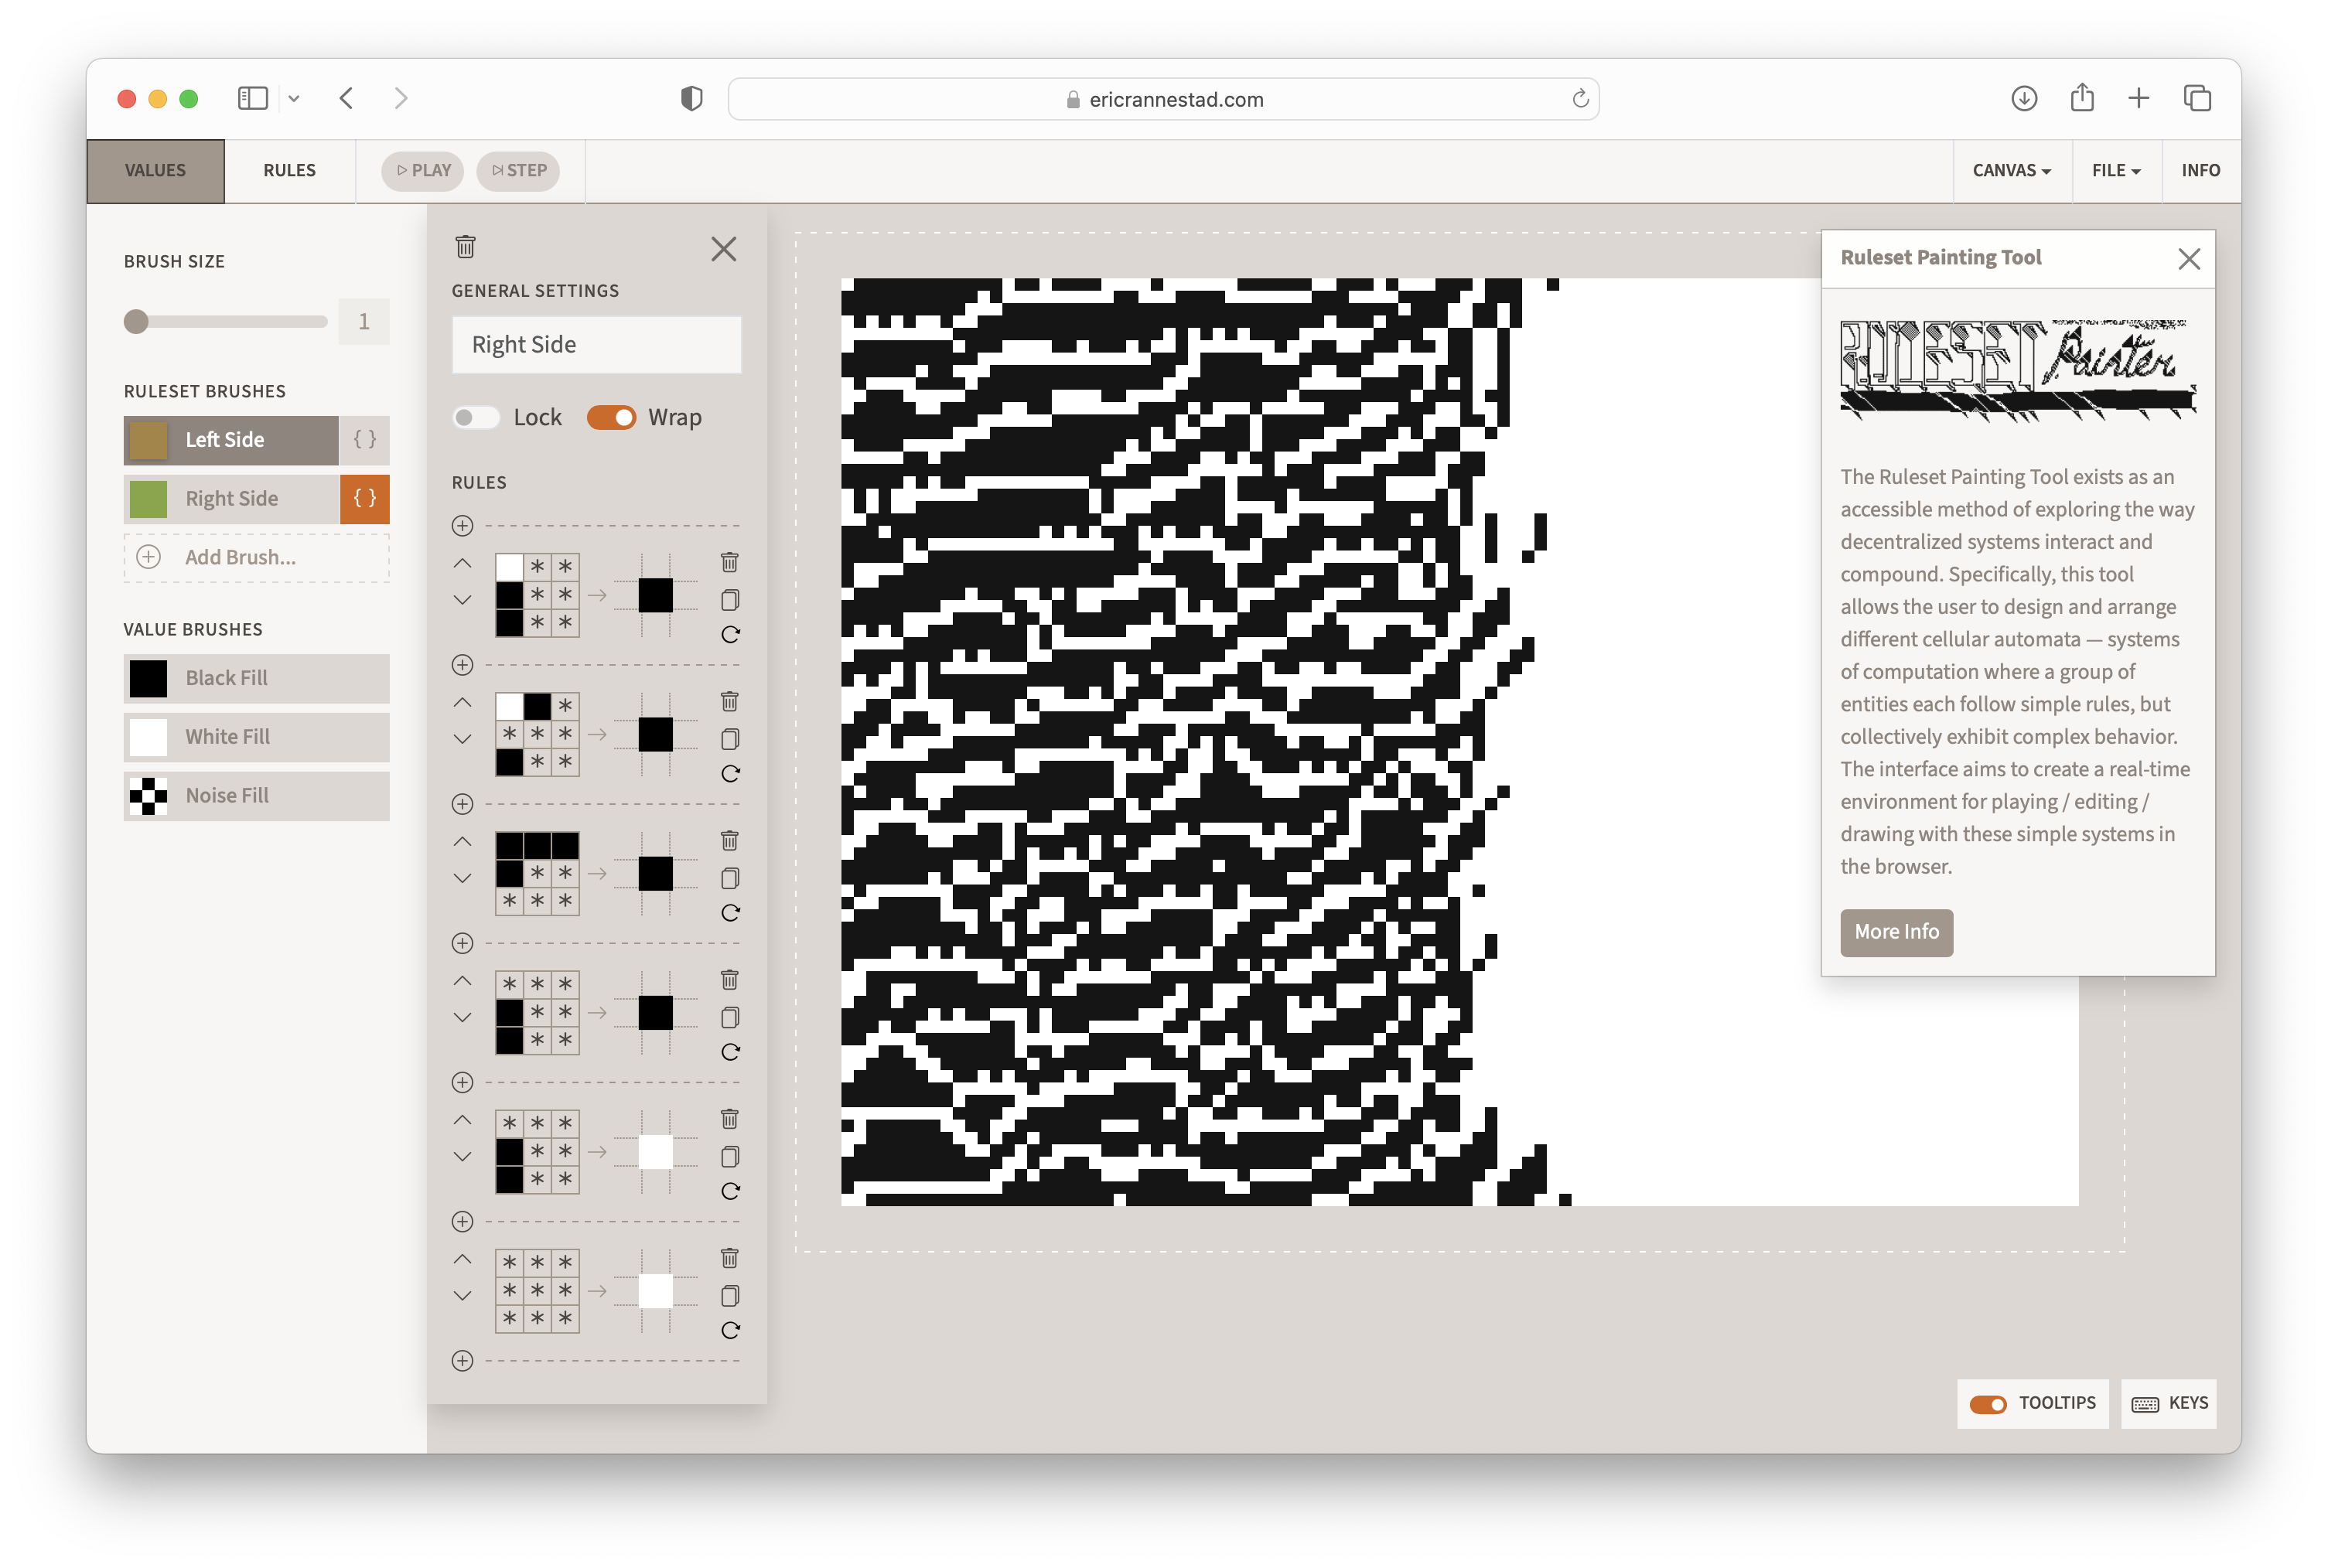 ericrannestad.com
VALUES
RULES
PLAY
STEP
CANVAS
FILE
INFO
BRUSH SIZE
1
RULESET BRUSHES
Left Side
{ }
Right Side
{ }
Add Brush...
VALUE BRUSHES
Black Fill
White Fill
Noise Fill
GENERAL SETTINGS
Right Side
Lock
Wrap
RULES
* *
* *
* *
*
* * *
* *
* *
* * *
* * *
* *
* *
* * *
* *
* *
* * *
* * *
* * *
Ruleset Painting Tool
RULESET Painter
The Ruleset Painting Tool exists as an
accessible method of exploring the way
decentralized systems interact and
compound. Specifically, this tool
allows the user to design and arrange
different cellular automata — systems
of computation where a group of
entities each follow simple rules, but
collectively exhibit complex behavior.
The interface aims to create a real-time
environment for playing / editing /
drawing with these simple systems in
the browser.
More Info
TOOLTIPS
KEYS